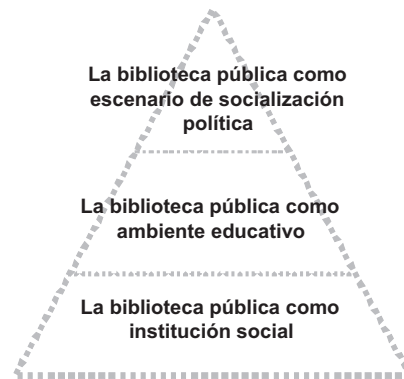 La biblioteca pública como
escenario de socialización
política
La biblioteca pública como
ambiente educativo
La biblioteca pública como
institución social